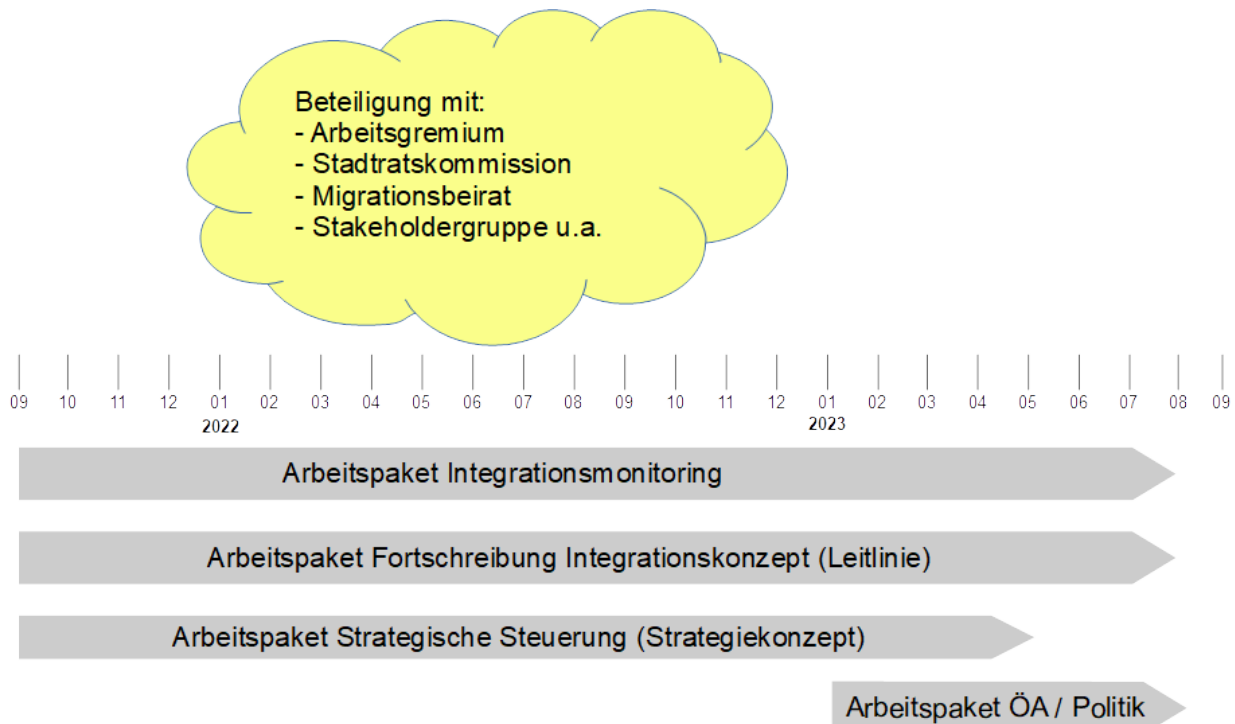 Beteiligung mit:
- Arbeitsgremium
- Stadtratskommission
- Migrationsbeirat
- Stakeholdergruppe u.a.
09 10 11 12 01 02 03 04 05 06 07 08 09 10 11 12 01 02 03 04 05 06 07 08 09
2022 2023
Arbeitspaket Integrationsmonitoring
Arbeitspaket Fortschreibung Integrationskonzept (Leitlinie)
Arbeitspaket Strategische Steuerung (Strategiekonzept)
Arbeitspaket ÖA / Politik